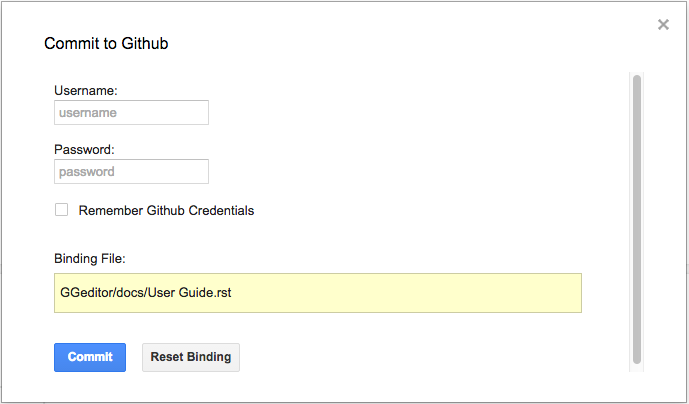 Commit to Github
Username:
username
Password:
password
Remember Github Credentials
Binding File:
GGeditor/docs/User Guide.rst
Commit Reset Binding